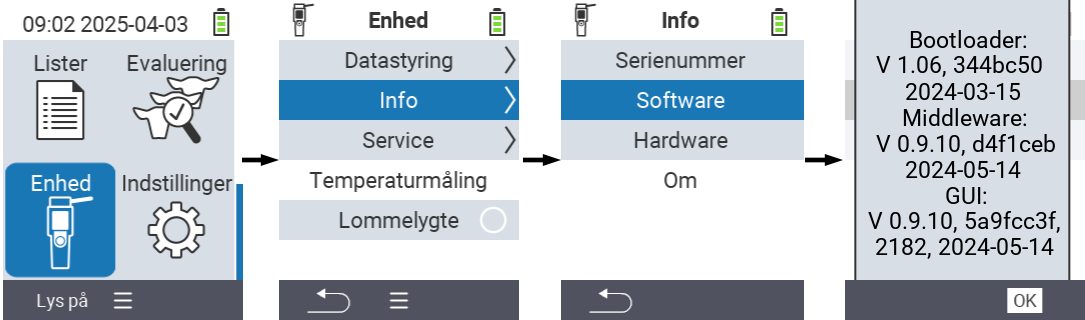 09:02 2025-04-03
Lister
Evaluering
Enhed
Indstillinger
Lys på
Enhed
Datastyring
Info
Service
Temperaturmåling
Lommelygte
Info
Serienummer
Software
Hardware
Om
Bootloader:
V 1.06, 344bc50
2024-03-15
Middleware:
V 0.9.10, d4f1ceb
2024-05-14
GUI:
V 0.9.10, 5a9fcc3f,
2182, 2024-05-14
OK